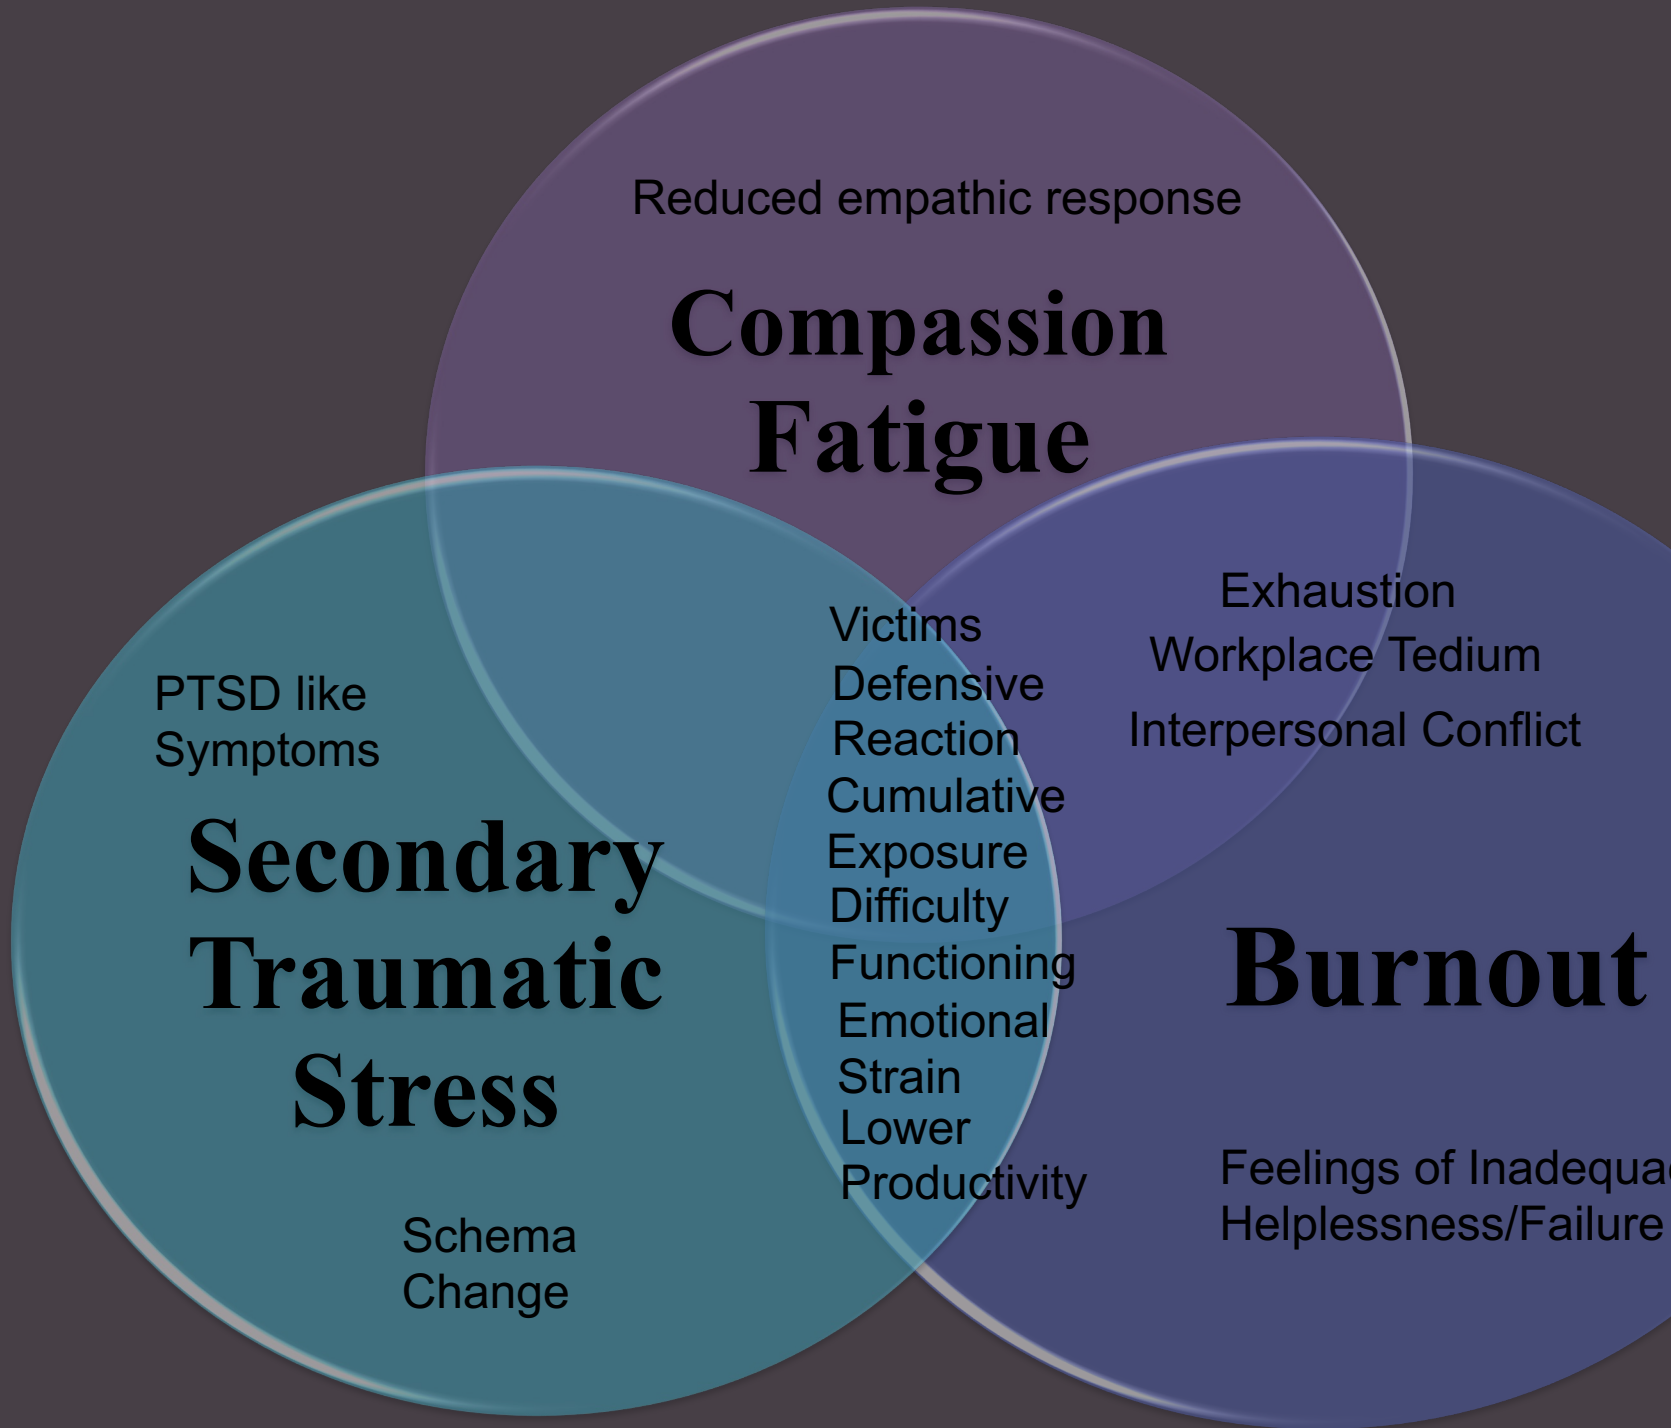 Reduced empathic response
Compassion
Fatigue
PTSD like
Symptoms
Secondary
Traumatic
Stress
Schema
Change
Victims
Defensive
Reaction
Cumulative
Exposure
Difficulty
Functioning
Emotional
Strain
Lower
Productivity
Exhaustion
Workplace Tedium
Interpersonal Conflict
Burnout
Feelings of
Helplessness/Failure